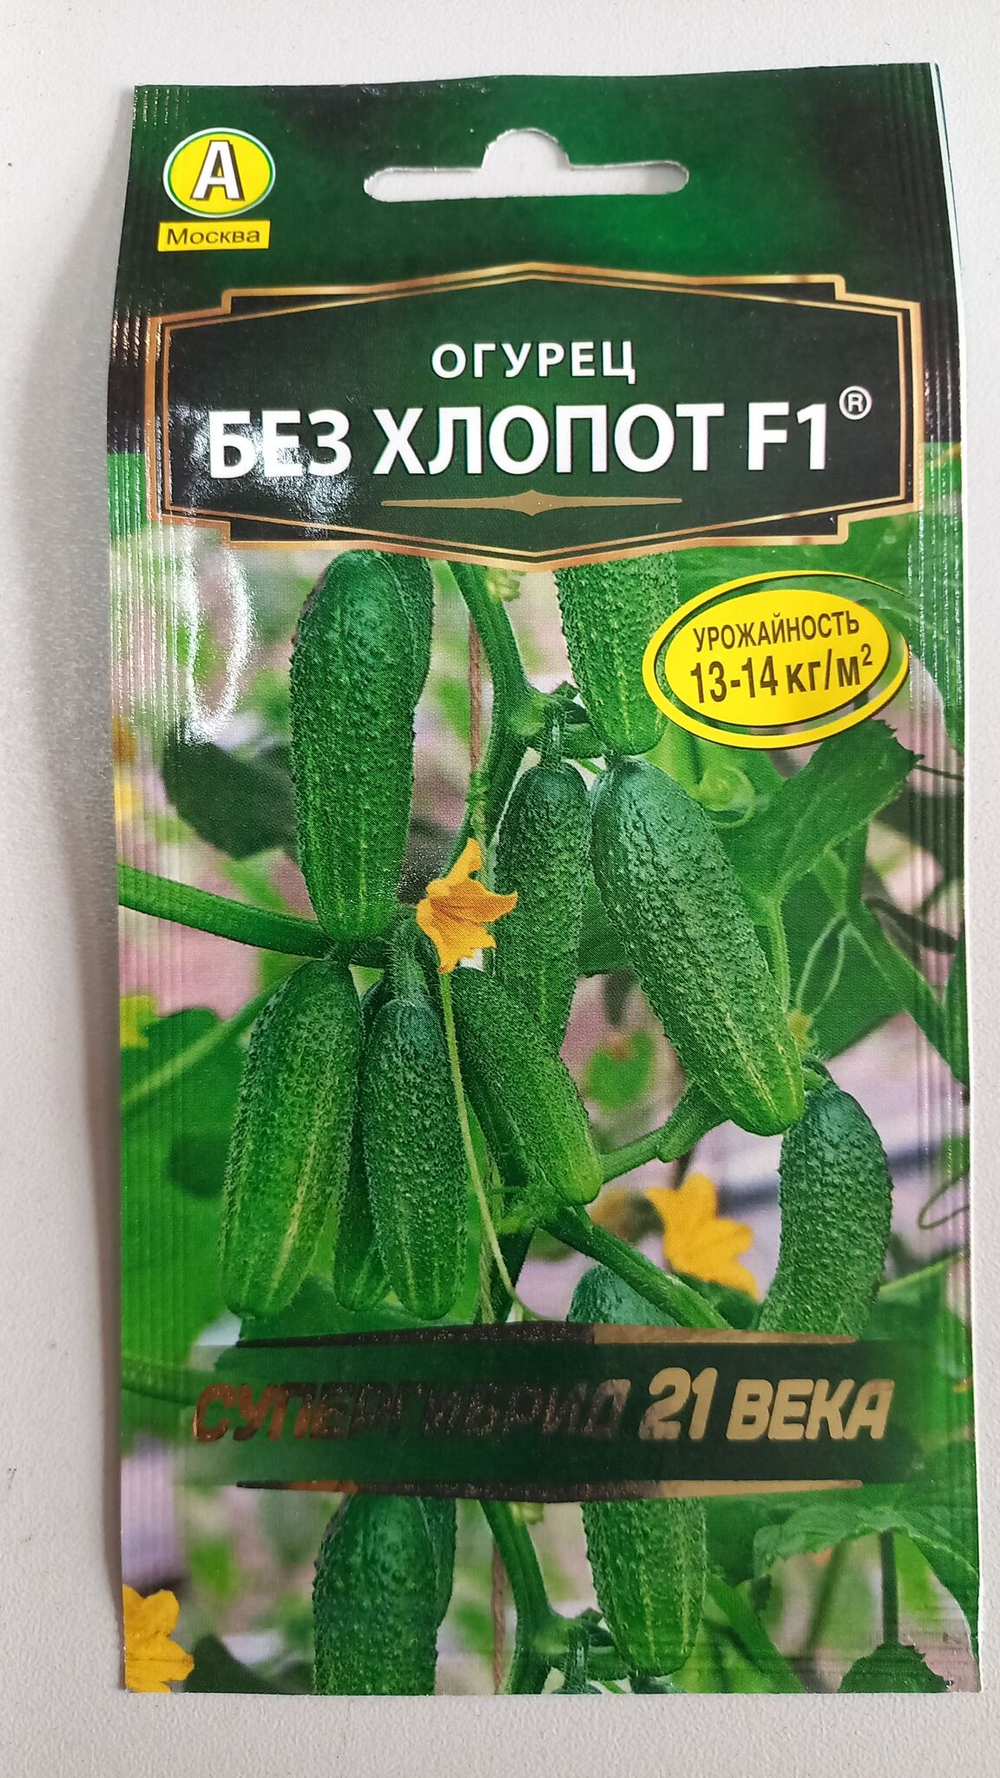 А
Москва
ОГУРЕЦ
БЕЗ ХЛОПОТ F1®
УРОЖАЙНОСТЬ
13-14 кг/м²
СУПЕРГИБРИД 21 ВЕКА